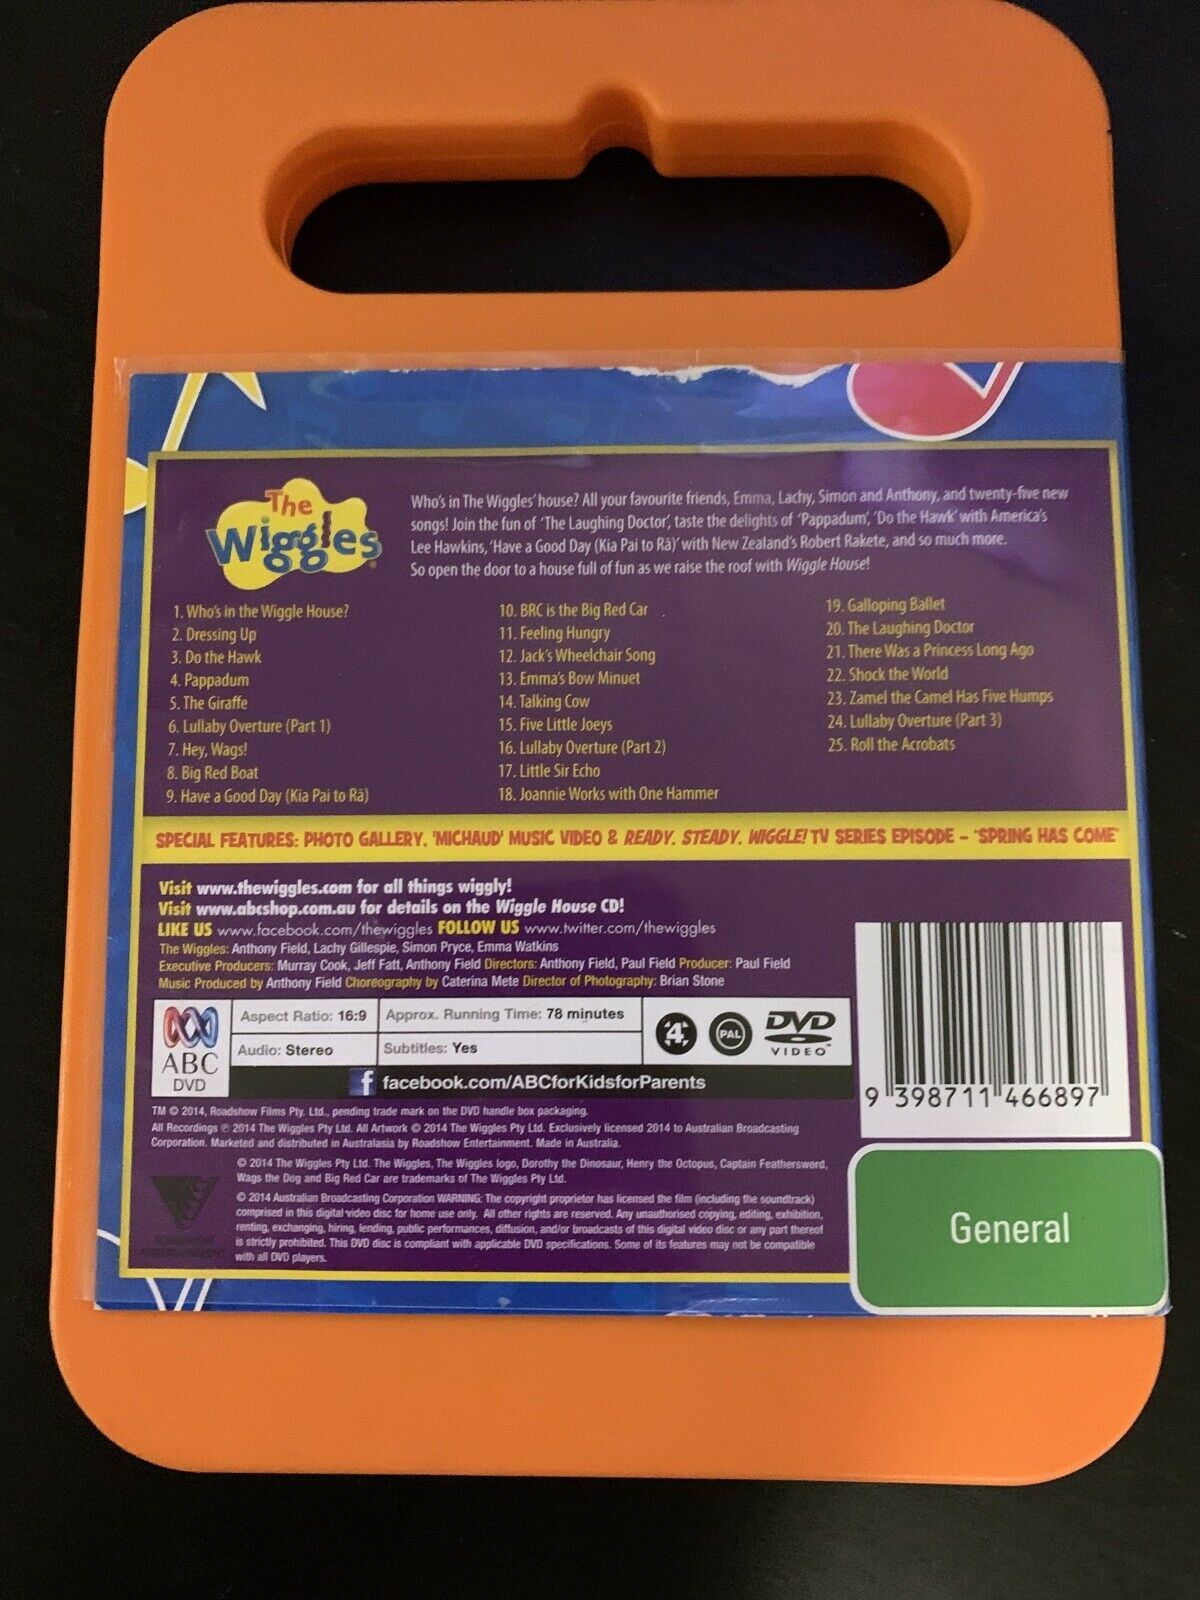 The
Wiggles
Who's in The Wiggles' house? All your favourite friends, Emma, Lachy, Simon and Anthony, and twenty-five new
songs! Join the fun of 'The Laughing Doctor', taste the delights of 'Pappadum', 'Do the Hawk' with America's
Lee Hawkins, 'Have a Good Day (Kia Pai to Rā)' with New Zealand's Robert Rakete, and so much more.
So open the door to a house full of fun as we raise the roof with Wiggle House!
1. Who's in the Wiggle House?
2. Dressing Up
3. Do the Hawk
4. Pappadum
5. The Giraffe
6. Lullaby Overture (Part 1)
7. Hey, Wags!
8. Big Red Boat
9. Have a Good Day (Kia Pai to Rā)
10. BRC is the Big Red Car
11. Feeling Hungry
12. Jack's Wheelchair Song
13. Emma's Bow Minuet
14. Talking Cow
15. Five Little Joeys
16. Lullaby Overture (Part 2)
17. Little Sir Echo
18. Joannie Works with One Hammer
19. Galloping Ballet
20. The Laughing Doctor
21. There Was a Princess Long Ago
22. Shock the World
23. Zamel the Camel Has Five Humps
24. Lullaby Overture (Part 3)
25. Roll the Acrobats
SPECIAL FEATURES: PHOTO GALLERY, 'MICHAUD' MUSIC VIDEO & READY, STEADY, WIGGLE! TV SERIES EPISODE – 'SPRING HAS COME'
Visit www.thewiggles.com for all things wiggly!
Visit www.abcshop.com.au for details on the Wiggle House CD!
LIKE US www.facebook.com/thewiggles FOLLOW US www.twitter.com/thewiggles
The Wiggles: Anthony Field, Lachy Gillespie, Simon Pryce, Emma Watkins
Executive Producers: Murray Cook, Jeff Fatt, Anthony Field Directors: Anthony Field, Paul Field Producer: Paul Field
Music Produced by Anthony Field Choreography by Caterina Mete Director of Photography: Brian Stone
ABC
DVD
Aspect Ratio: 16:9
Approx. Running Time: 78 minutes
Audio: Stereo
Subtitles: Yes
4
PAL
DVD
VIDEO™
f facebook.com/ABCforKidsforParents
9 398711 466897
TM © 2014, Roadshow Films Pty. Ltd., pending trade mark on the DVD handle box packaging.
All Recordings ℗ 2014 The Wiggles Pty Ltd. All Artwork © 2014 The Wiggles Pty Ltd. Exclusively licensed 2014 to Australian Broadcasting
Corporation. Marketed and distributed in Australasia by Roadshow Entertainment. Made in Australia.
© 2014 The Wiggles Pty Ltd. The Wiggles, The Wiggles logo, Dorothy the Dinosaur, Henry the Octopus, Captain Feathersword,
Wags the Dog and Big Red Car are trademarks of The Wiggles Pty Ltd.
© 2014 Australian Broadcasting Corporation WARNING: The copyright proprietor has licensed the film (including the soundtrack)
comprised in this digital video disc for home use only. All other rights are reserved. Any unauthorised copying, editing, exhibition,
renting, exchanging, hiring, lending, public performances, diffusion, and/or broadcasts of this digital video disc or any part thereof
is strictly prohibited. This DVD disc is compliant with applicable DVD specifications. Some of its features may not be compatible
with all DVD players.
ROADSHOW
ENTERTAINMENT
General